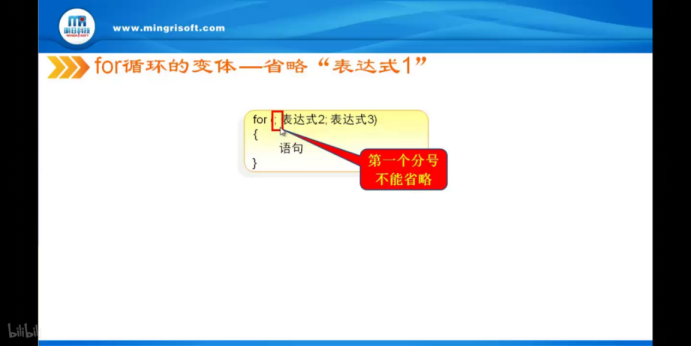 www.mingrisoft.com
for循环的变体—省略“表达式1”
for (; 表达式2; 表达式3)
{
语句
}
第一个分号
不能省略
bilibili